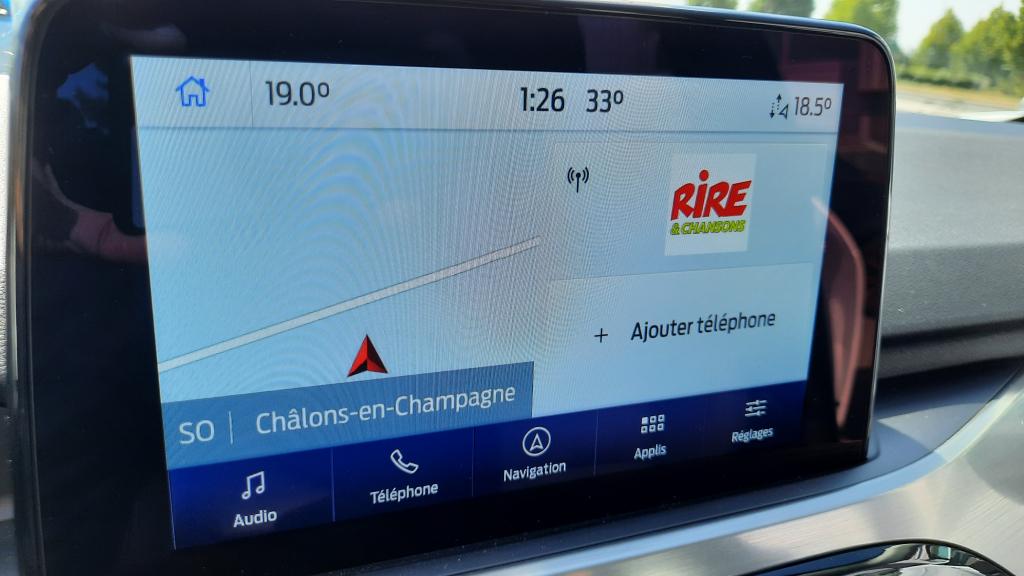 19.0°
1:26 33°
18.5°
RIRE
& CHANSONS
+ Ajouter téléphone
SO | Châlons-en-Champagne
Audio
Téléphone
Navigation
Applis
Réglages